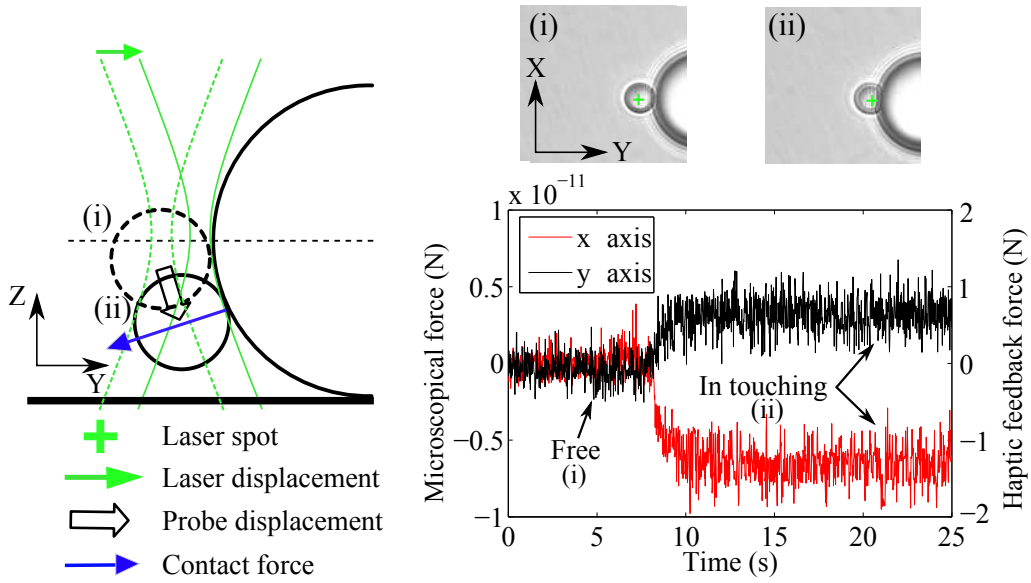 (i)
(ii)
Z
Y
Laser spot
Laser displacement
Probe displacement
Contact force
(i)
X
Y
(ii)
x 10⁻¹¹
1
0.5
0
−0.5
−1
Microscopical force (N)
x axis
y axis
Free
(i)
In touching
(ii)
2
1
0
−1
−2
Haptic feedback force (N)
0 5 10 15 20 25
Time (s)